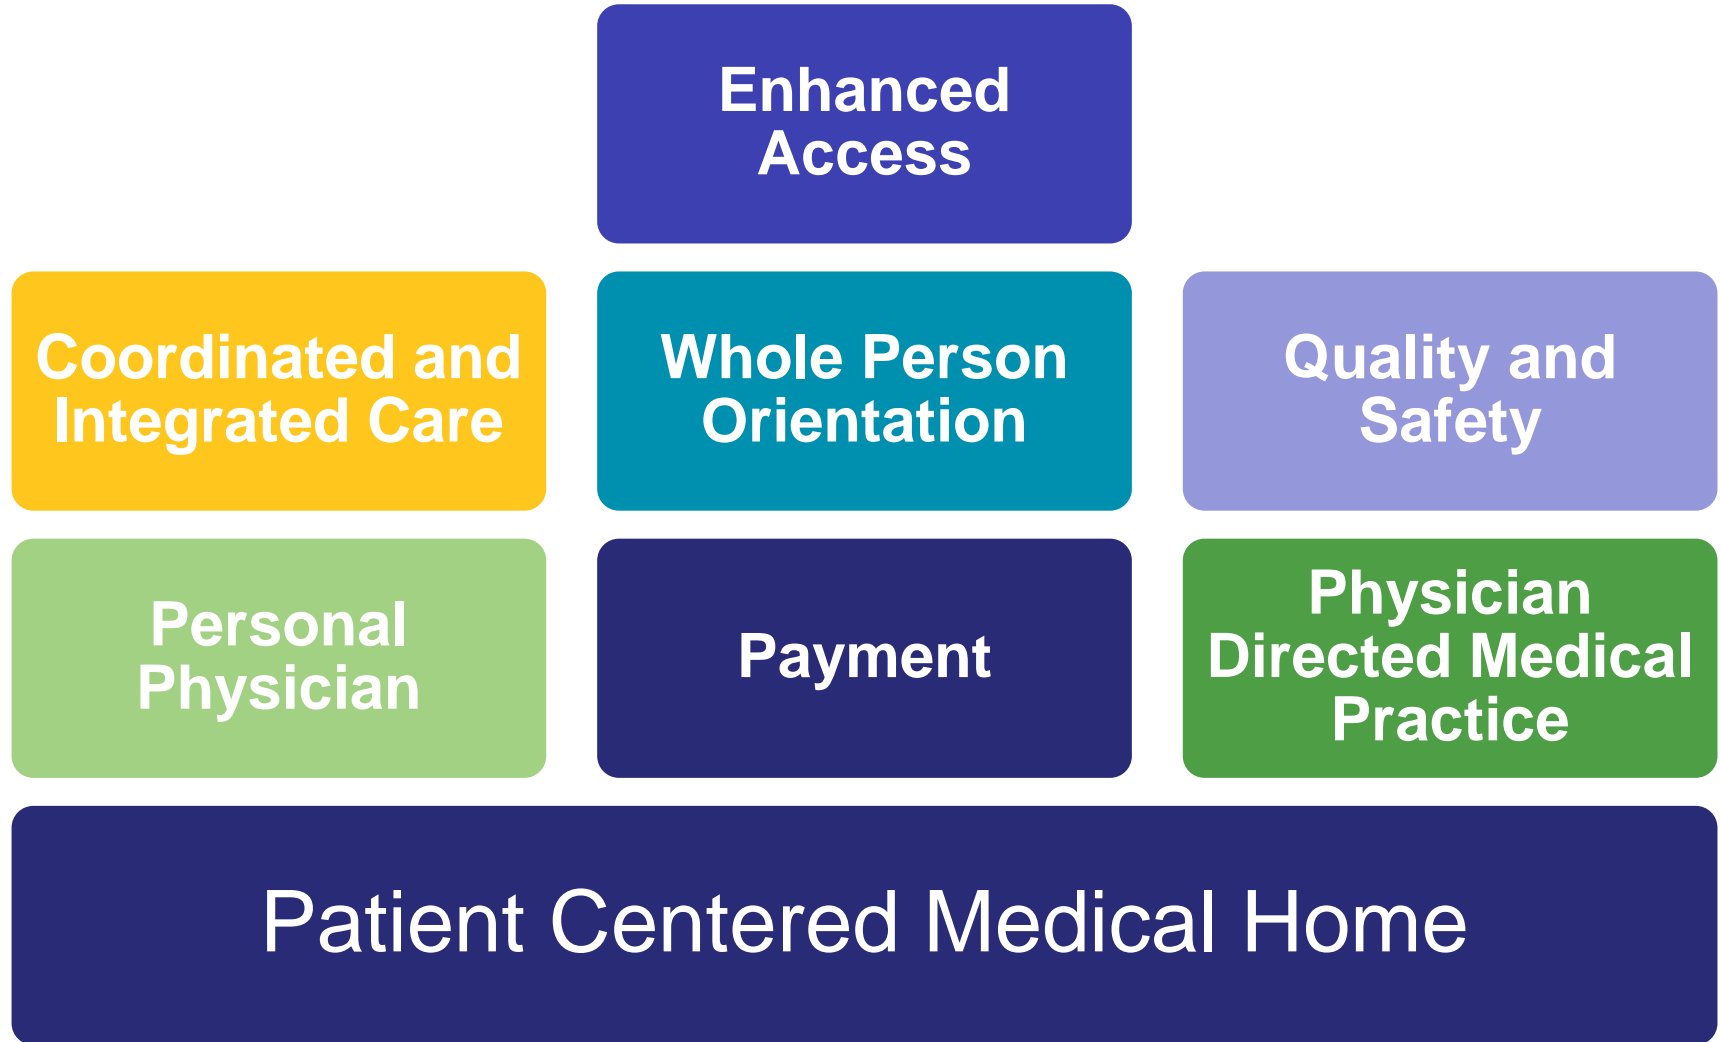 Enhanced
Access
Coordinated and
Integrated Care
Whole Person
Orientation
Quality and
Safety
Personal
Physician
Payment
Physician
Directed Medical
Practice
Patient Centered Medical Home